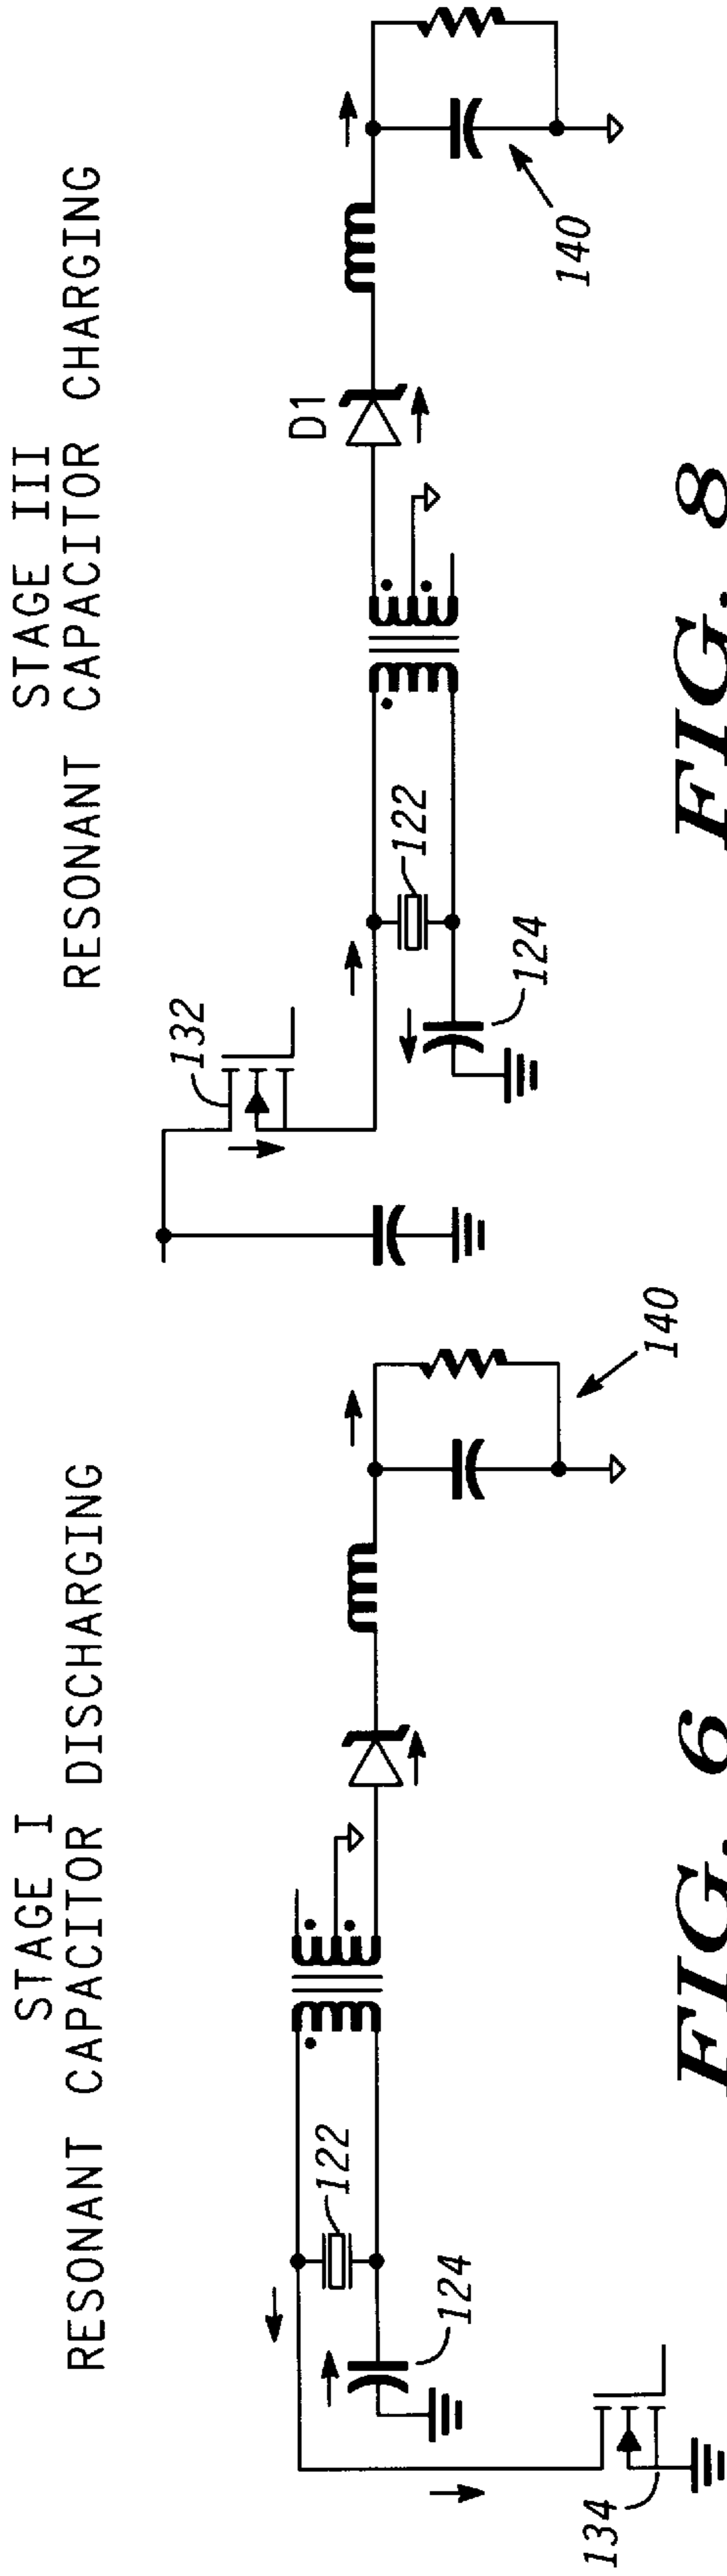 STAGE I
RESONANT CAPACITOR DISCHARGING
122
124
134
140
FIG. 6
STAGE III
RESONANT CAPACITOR CHARGING
132
D1
122
124
140
FIG. 8